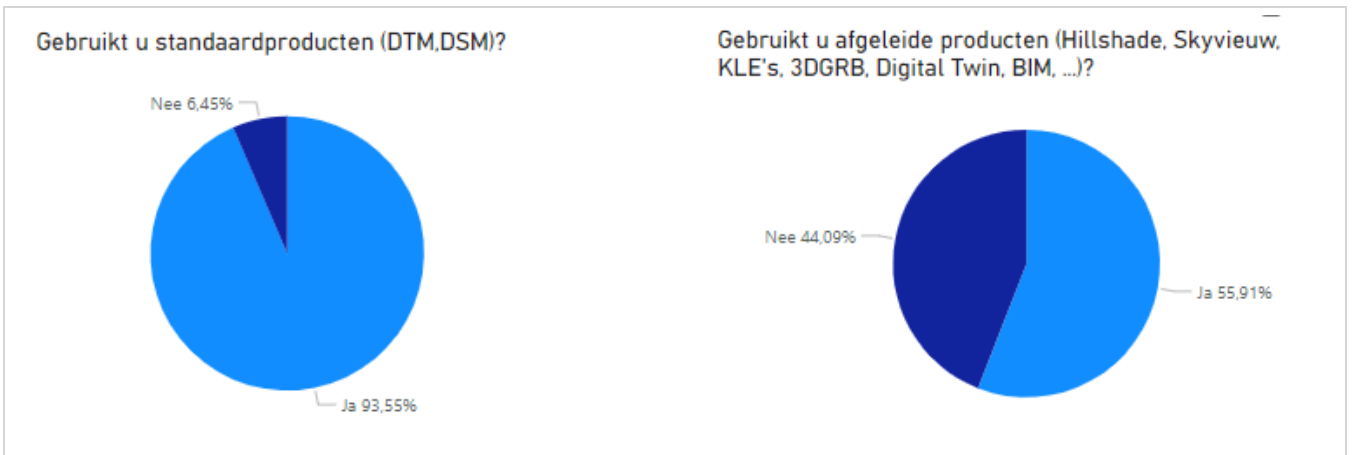 Gebruikt u standaardproducten (DTM,DSM)?
Nee 6,45%
Ja 93,55%
Gebruikt u afgeleide producten (Hillshade, Skyvieuw,
KLE's, 3DGRB, Digital Twin, BIM, ...)?
Nee 44,09%
Ja 55,91%